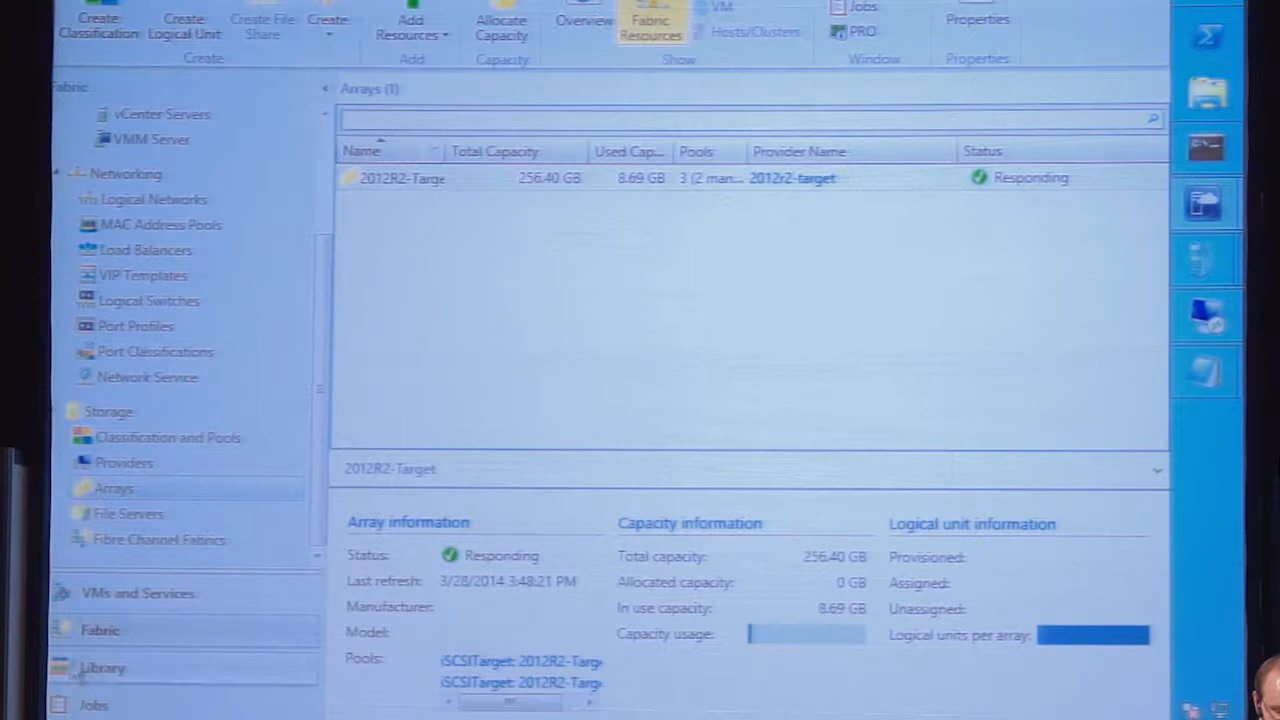 Create Classification
Create Logical Unit
Create File Share
Create
Add Resources
Allocate Capacity
Overview
Fabric Resources
VM
Hosts/Clusters
Jobs
PRO
Properties
Create
Add
Capacity
Show
Window
Properties
Fabric
Arrays (1)
vCenter Servers
VMM Server
Networking
Logical Networks
MAC Address Pools
Load Balancers
VIP Templates
Logical Switches
Port Profiles
Port Classifications
Network Service
Storage
Classification and Pools
Providers
Arrays
File Servers
Fibre Channel Fabrics
VMs and Services
Fabric
Library
Jobs
Name Total Capacity Used Cap... Pools Provider Name Status
2012R2-Targe 256.40 GB 8.69 GB 3 (2 man... 2012r2-target Responding
2012R2-Target
Array information
Status: Responding
Last refresh: 3/28/2014 3:48:21 PM
Manufacturer:
Model:
Pools: iSCSITarget: 2012R2-Targ
iSCSITarget: 2012R2-Targ
Capacity information
Total capacity: 256.40 GB
Allocated capacity: 0 GB
In use capacity: 8.69 GB
Capacity usage:
Logical unit information
Provisioned:
Assigned:
Unassigned:
Logical units per array: